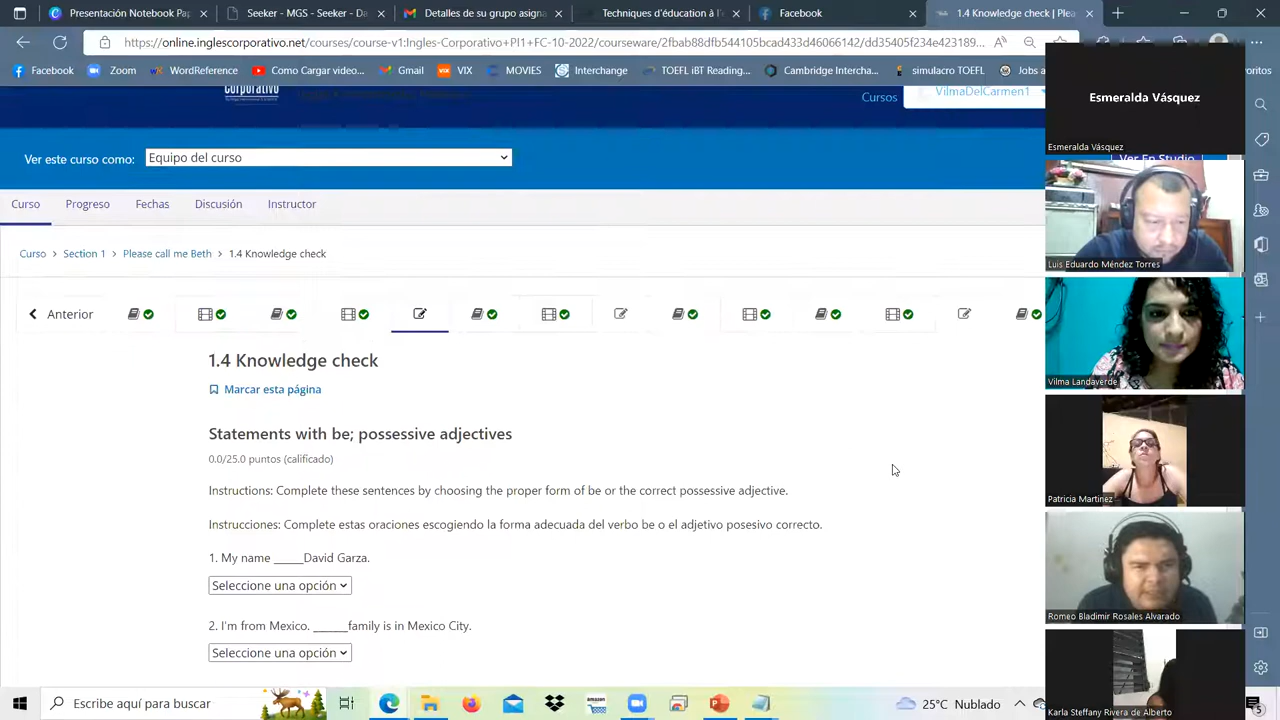 Presentación Notebook Pap
Seeker - MGS - Seeker - Da
Detalles de su grupo asigna
Techniques d'éducation à l'
Facebook
1.4 Knowledge check
https://online.inglescorporativo.net/courses/course-v1:Ingles-Corporativo+PI1+FC-10-2022/courseware/2fbab88dfb544105bcad433d46066142/dd35405f234e423189...
Facebook
Zoom
WordReference
Como Cargar video...
Gmail
VIX
MOVIES
Interchange
TOEFL iBT Reading...
Cambridge Intercha...
simulacro TOEFL
Jobs a
oritos
corporativo
Cursos
VilmaDelCarmen1
Ver En Studio
Ver este curso como:
Equipo del curso
Curso
Progreso
Fechas
Discusión
Instructor
Curso
Section 1
Please call me Beth
1.4 Knowledge check
Anterior
1.4 Knowledge check
Marcar esta página
Statements with be; possessive adjectives
0.0/25.0 puntos (calificado)
Instructions: Complete these sentences by choosing the proper form of be or the correct possessive adjective.
Instrucciones: Complete estas oraciones escogiendo la forma adecuada del verbo be o el adjetivo posesivo correcto.
1. My name _____David Garza.
Seleccione una opción
2. I'm from Mexico. ______family is in Mexico City.
Seleccione una opción
Esmeralda Vásquez
Esmeralda Vásquez
Luis Eduardo Méndez Torres
Vilma Landaverde
Patricia Martinez
Romeo Bladimir Rosales Alvarado
Karla Steffany Rivera de Alberto
Escribe aquí para buscar
amazon
25°C Nublado
5